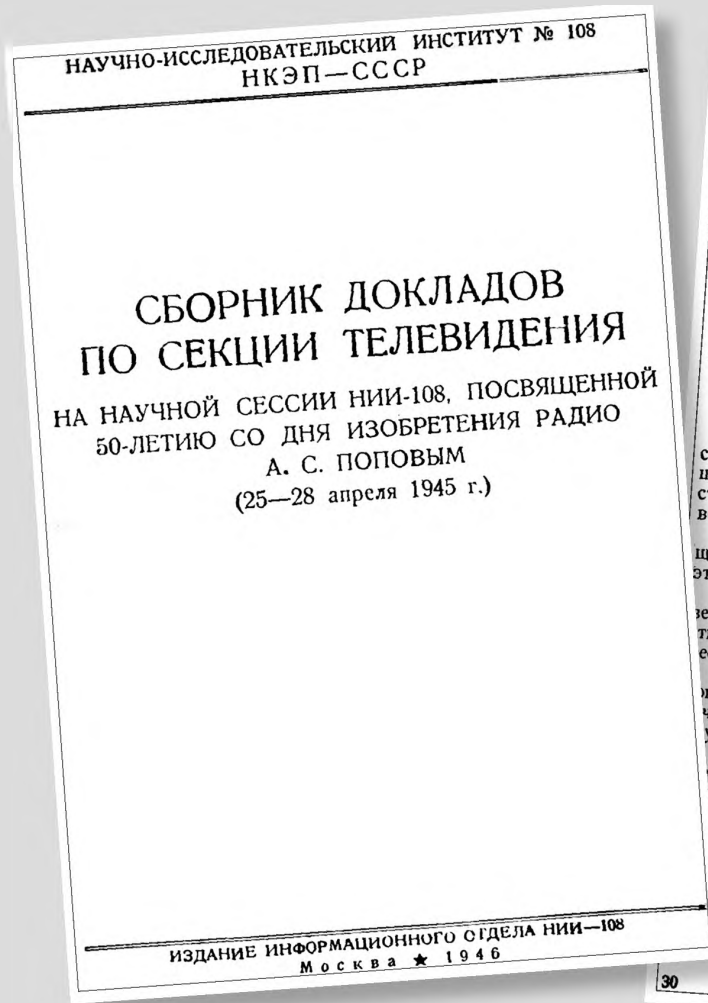 НАУЧНО-ИССЛЕДОВАТЕЛЬСКИЙ ИНСТИТУТ № 108
НКЭП—СССР
СБОРНИК ДОКЛАДОВ
ПО СЕКЦИИ ТЕЛЕВИДЕНИЯ
НА НАУЧНОЙ СЕССИИ НИИ-108, ПОСВЯЩЕННОЙ
50-ЛЕТИЮ СО ДНЯ ИЗОБРЕТЕНИЯ РАДИО
А. С. ПОПОВЫМ
(25—28 апреля 1945 г.)
ИЗДАНИЕ ИНФОРМАЦИОННОГО ОТДЕЛА НИИ—108
Москва ★ 1946
30